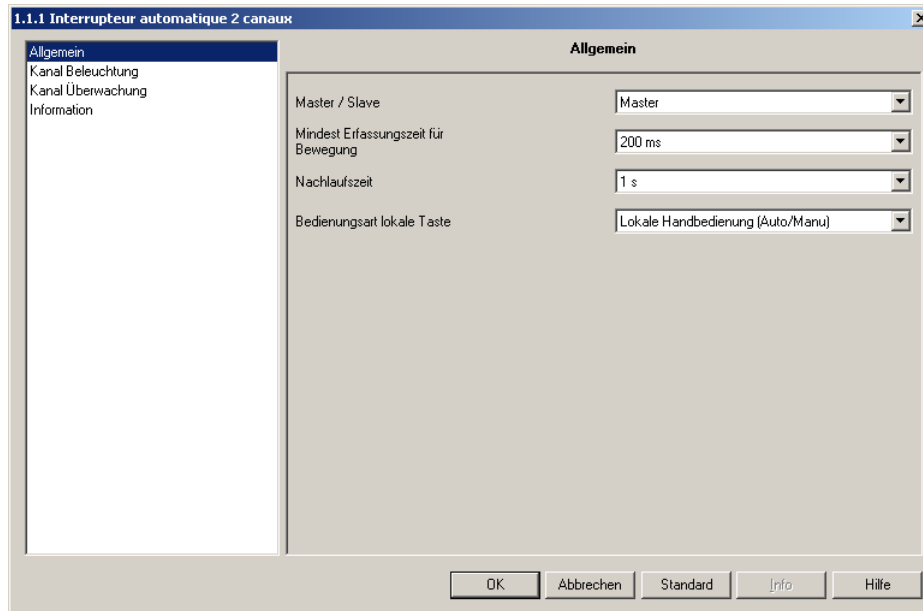 1.1.1 Interrupteur automatique 2 canaux
Allgemein
Kanal Beleuchtung
Kanal Überwachung
Information
Allgemein
Master / Slave
Master
Mindest Erfassungszeit für
Bewegung
200 ms
Nachlaufszeit
1 s
Bedienungsart lokale Taste
Lokale Handbedienung (Auto/Manu)
OK
Abbrechen
Standard
Info
Hilfe